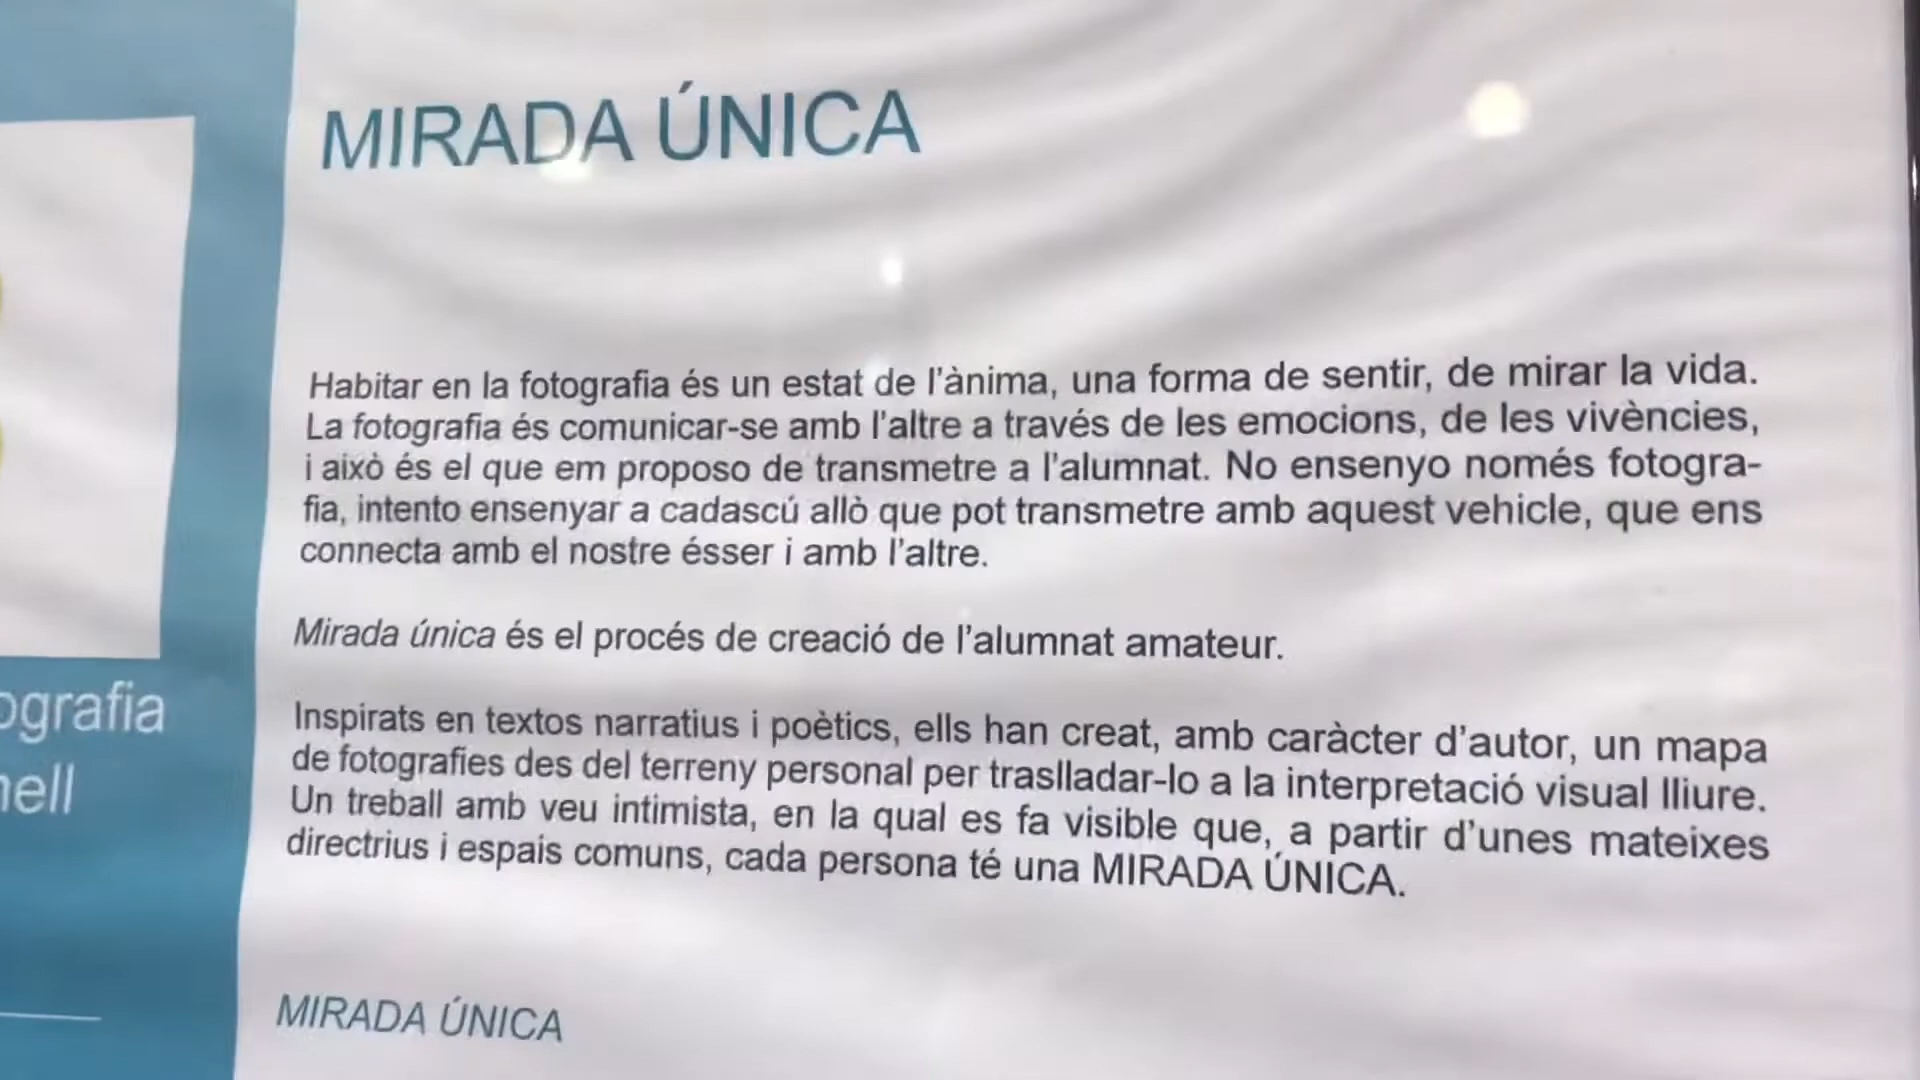 MIRADA ÚNICA
Habitar en la fotografia és un estat de l'ànima, una forma de sentir, de mirar la vida.
La fotografia és comunicar-se amb l'altre a través de les emocions, de les vivències,
i això és el que em proposo de transmetre a l'alumnat. No ensenyo només fotogra-
fia, intento ensenyar a cadascú allò que pot transmetre amb aquest vehicle, que ens
connecta amb el nostre ésser i amb l'altre.
Mirada única és el procés de creació de l'alumnat amateur.
Inspirats en textos narratius i poètics, ells han creat, amb caràcter d'autor, un mapa
de fotografies des del terreny personal per traslladar-lo a la interpretació visual lliure.
Un treball amb veu intimista, en la qual es fa visible que, a partir d'unes mateixes
directrius i espais comuns, cada persona té una MIRADA ÚNICA.
MIRADA ÚNICA
ografia
nell